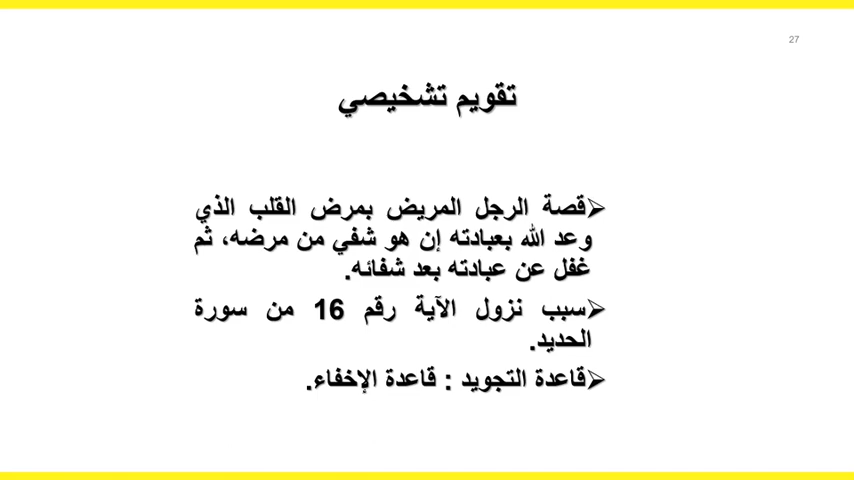 27
تقويم تشخيصي
➢قصة الرجل المريض بمرض القلب الذي
وعد الله بعبادته إن هو شفي من مرضه، ثم
غفل عن عبادته بعد شفائه.
➢سبب نزول الآية رقم 16 من سورة
الحديد.
➢قاعدة التجويد : قاعدة الإخفاء.